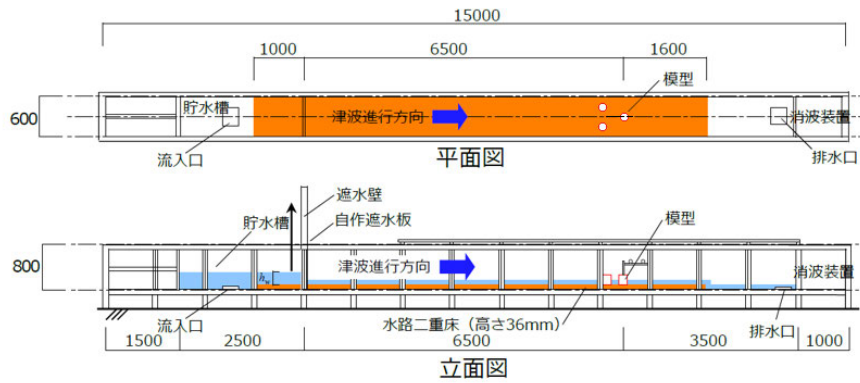 15000
1000 6500 1600
模型
貯水槽
600
津波進行方向
消波装置
流入口
平面図
排水口
遮水壁
貯水槽
自作遮水板
模型
800
津波進行方向
消波装置
流入口
水路二重床（高さ36mm）
排水口
1500 2500 6500 3500 1000
立面図